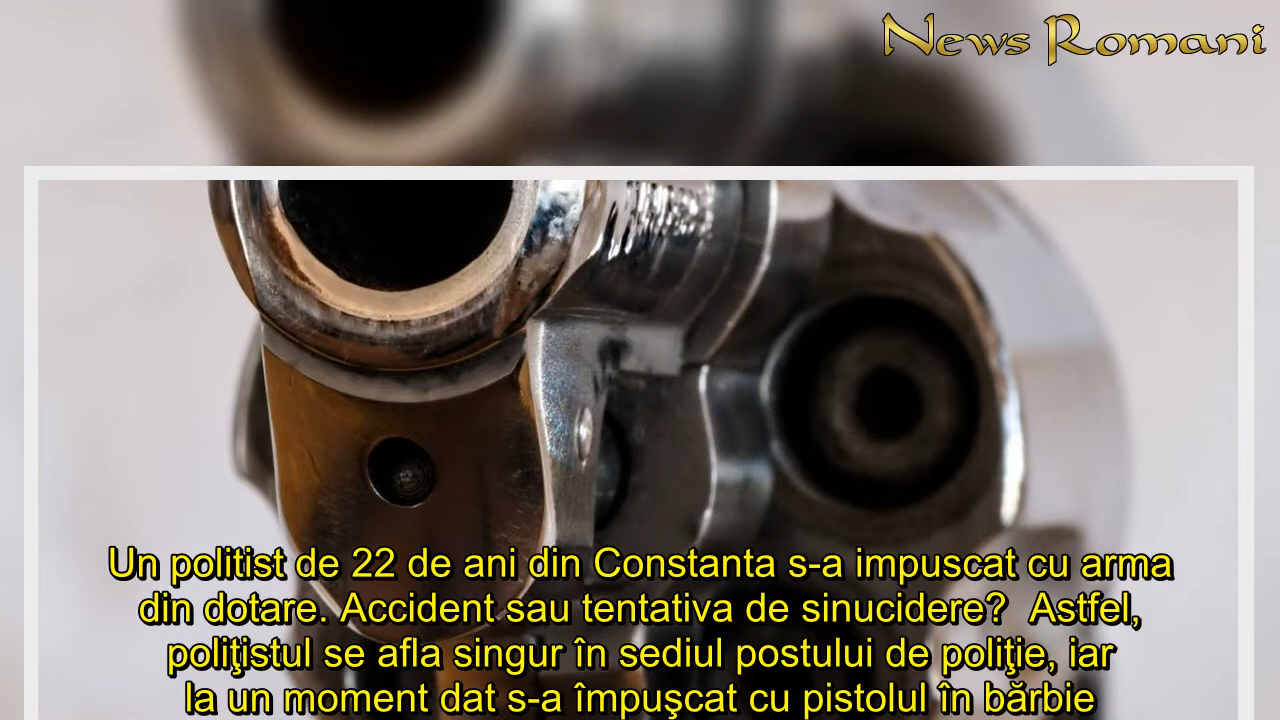 News Romani
Un politist de 22 de ani din Constanta s-a impuscat cu arma
din dotare. Accident sau tentativa de sinucidere?  Astfel,
poliţistul se afla singur în sediul postului de poliţie, iar
la un moment dat s-a împuşcat cu pistolul în bărbie